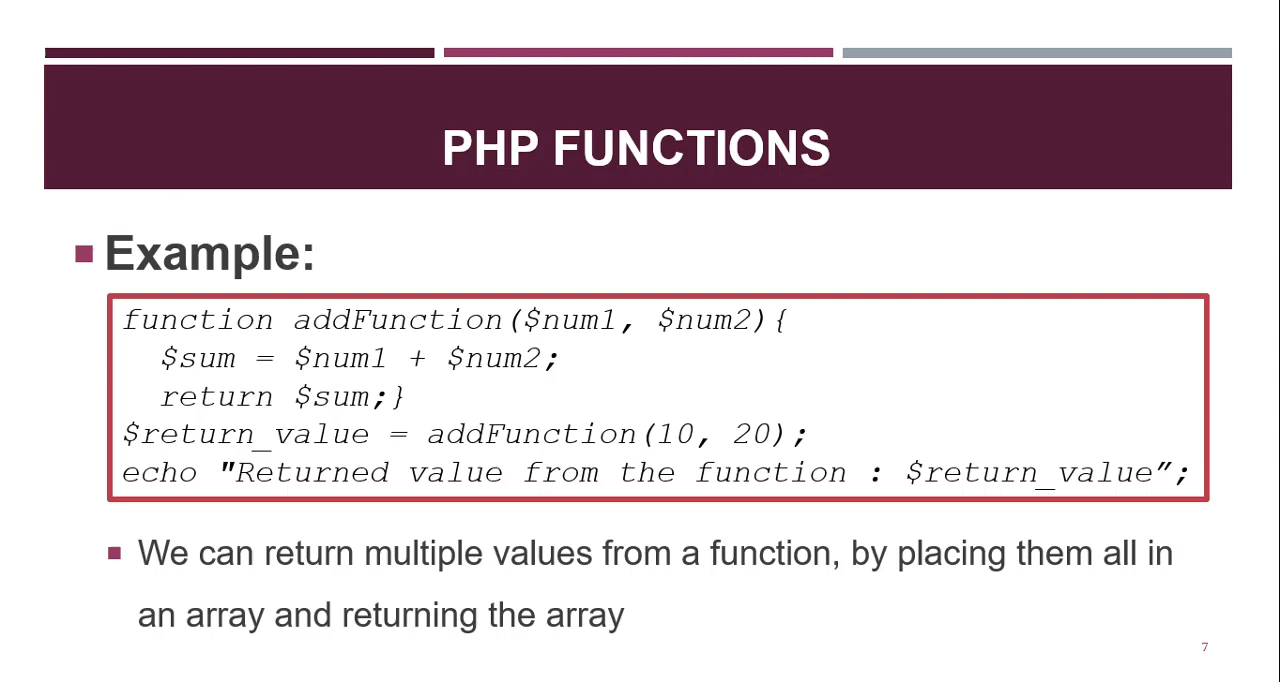 PHP FUNCTIONS
Example:
function addFunction($num1, $num2){
  $sum = $num1 + $num2;
  return $sum;}
$return_value = addFunction(10, 20);
echo "Returned value from the function : $return_value”;
We can return multiple values from a function, by placing them all in
an array and returning the array
7